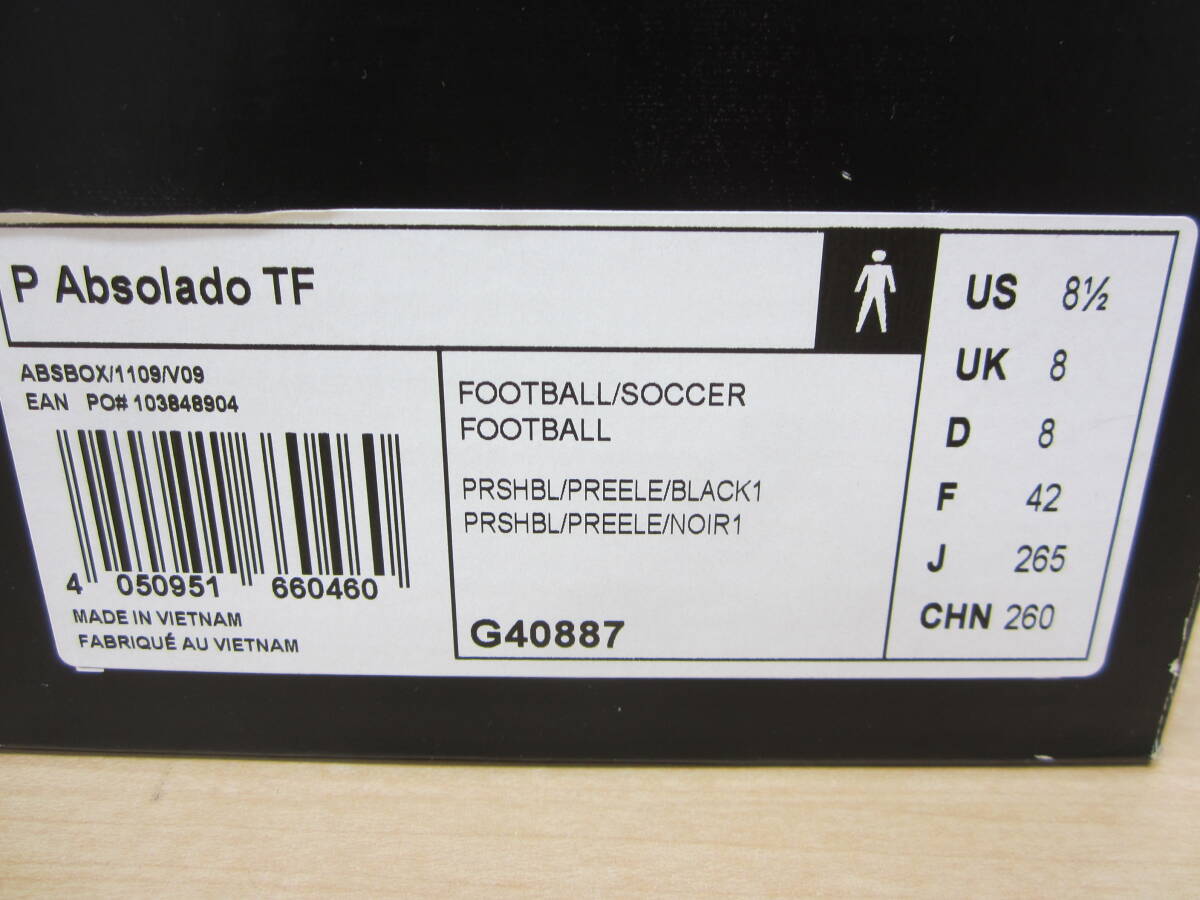 P Absolado TF
ABSBOX/1109/V09
EAN PO# 103848904
4 050951 660460
MADE IN VIETNAM
FABRIQUÉ AU VIETNAM
FOOTBALL/SOCCER
FOOTBALL
PRSHBL/PREELE/BLACK1
PRSHBL/PREELE/NOIR1
G40887
US 8½
UK 8
D 8
F 42
J 265
CHN 260